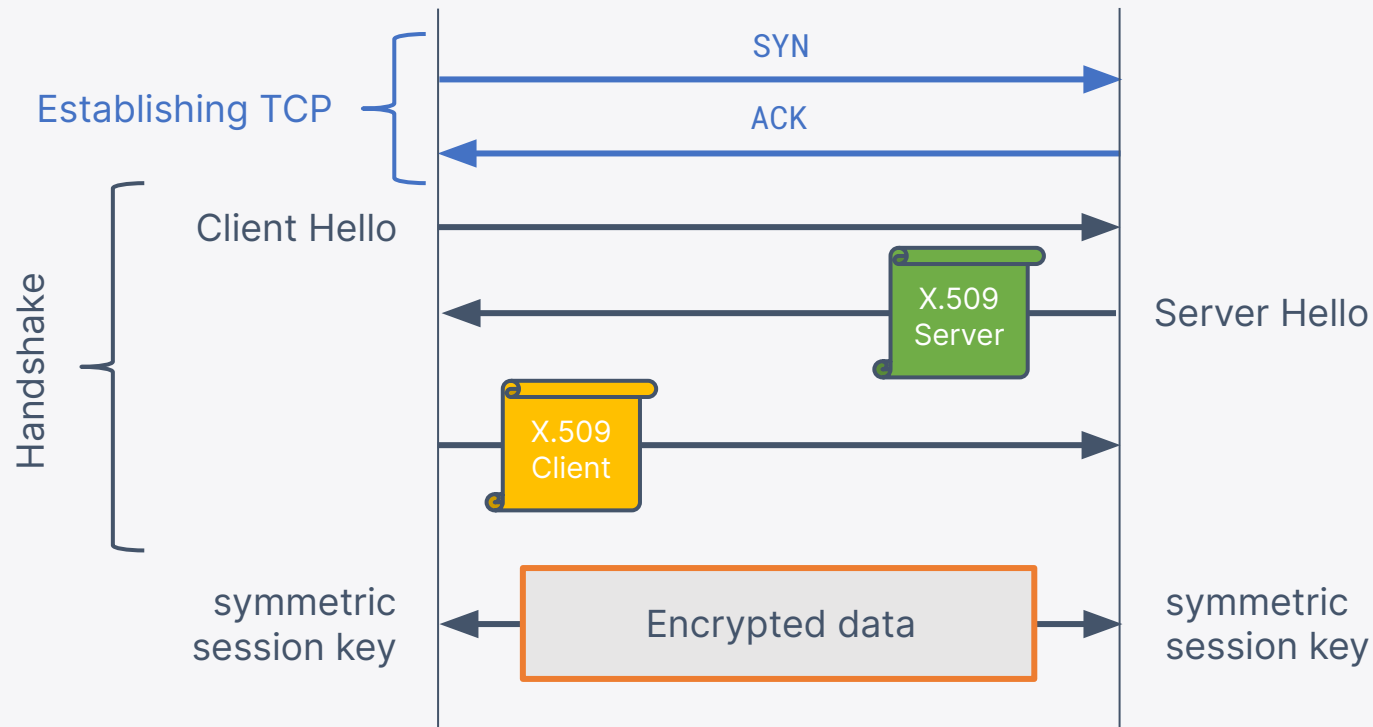 SYN
Establishing TCP
ACK
Client Hello
Handshake
X.509
Server
Server Hello
X.509
Client
symmetric
session key
Encrypted data
symmetric
session key